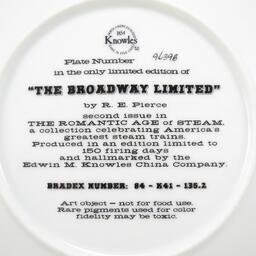 1854
Knowles
Plate Number
in the only limited edition of
"THE BROADWAY LIMITED"
by R. E. Pierce
second issue in
THE ROMANTIC AGE OF STEAM,
a collection celebrating America's
greatest steam trains.
Produced in an edition limited to
150 firing days
and hallmarked by the
Edwin M. Knowles China Company.
BRADEX NUMBER: 84 - K41 - 135.2
Art object — not for food use.
Rare pigments used for color
fidelity may be toxic.